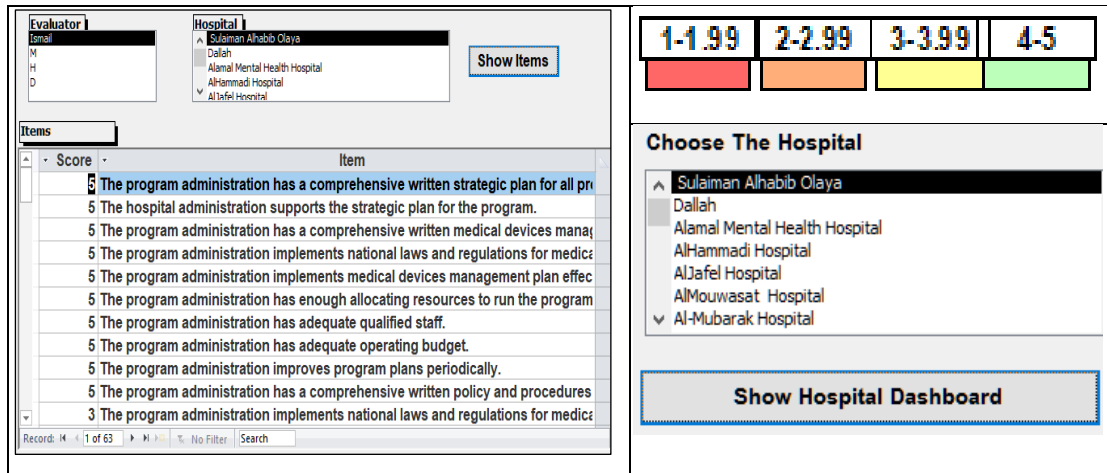 Evaluator
Ismail
M
H
D
Hospital
Sulaiman Alhabib Olaya
Dallah
Alamal Mental Health Hospital
AlHammadi Hospital
AlJafel Hospital
Show Items
Items
Score Item
5 The program administration has a comprehensive written strategic plan for all pr
5 The hospital administration supports the strategic plan for the program.
5 The program administration has a comprehensive written medical devices manag
5 The program administration implements national laws and regulations for medica
5 The program administration implements medical devices management plan effec
5 The program administration has enough allocating resources to run the program
5 The program administration has adequate qualified staff.
5 The program administration has adequate operating budget.
5 The program administration improves program plans periodically.
5 The program administration has a comprehensive written policy and procedures
3 The program administration implements national laws and regulations for medica
Record: 1 of 63 No Filter Search
1-1.99 2-2.99 3-3.99 4-5
Choose The Hospital
Sulaiman Alhabib Olaya
Dallah
Alamal Mental Health Hospital
AlHammadi Hospital
AlJafel Hospital
AlMouwasat Hospital
Al-Mubarak Hospital
Show Hospital Dashboard